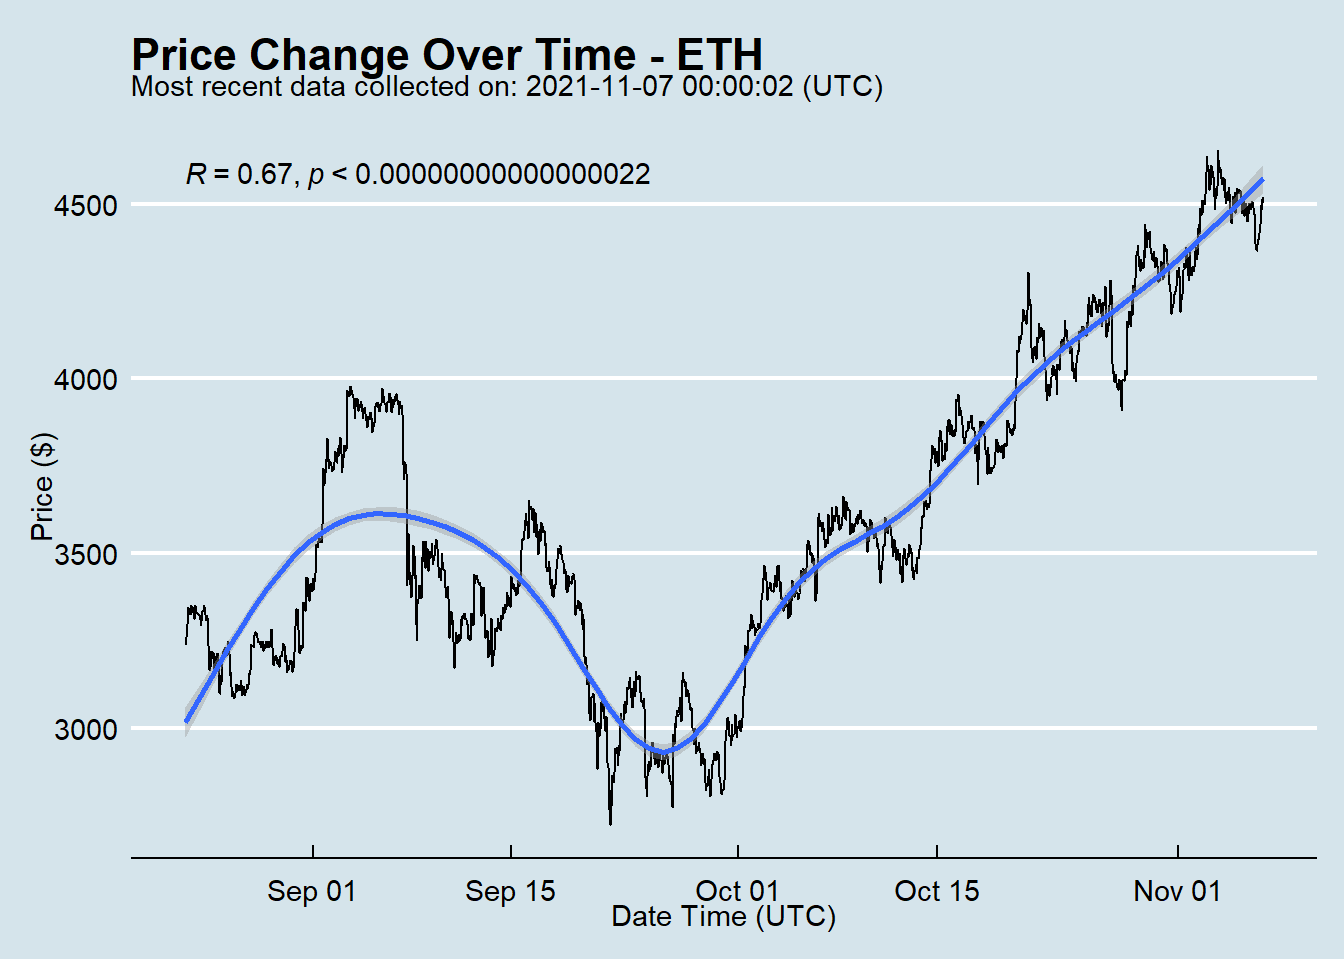 Price Change Over Time - ETH
Most recent data collected on: 2021-11-07 00:00:02 (UTC)
R = 0.67, p < 0.00000000000000022
4500
4000
3500
3000
Price ($)
Sep 01 Sep 15 Oct 01 Oct 15 Nov 01
Date Time (UTC)